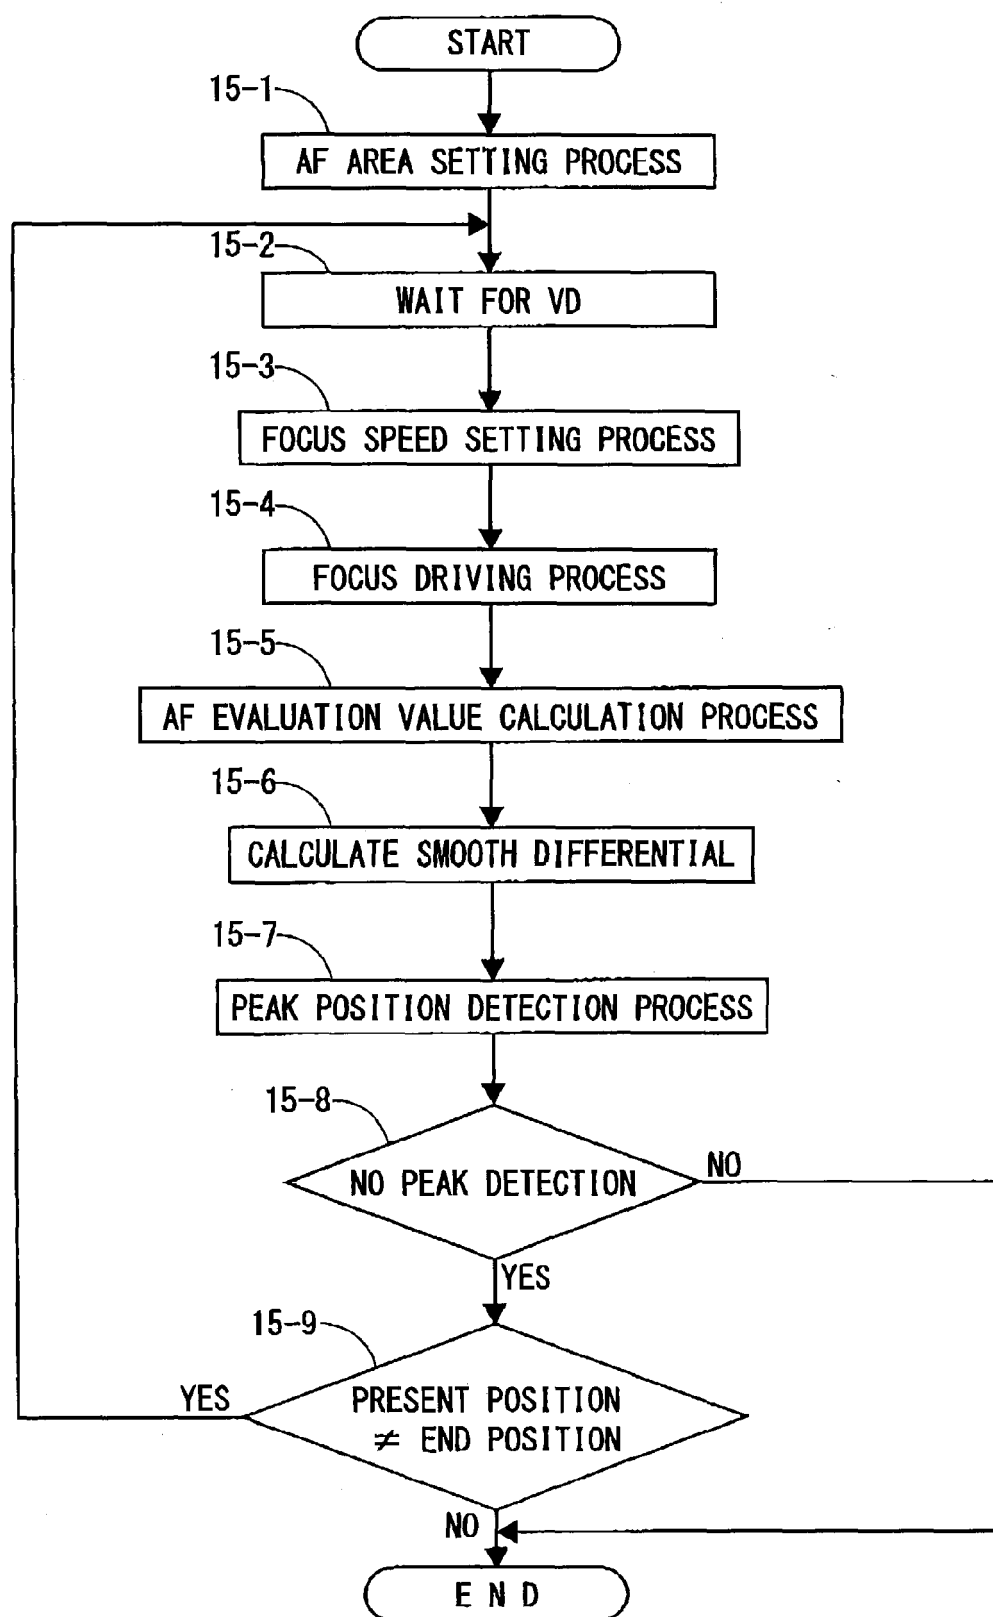 START
15-1
AF AREA SETTING PROCESS
15-2
WAIT FOR VD
15-3
FOCUS SPEED SETTING PROCESS
15-4
FOCUS DRIVING PROCESS
15-5
AF EVALUATION VALUE CALCULATION PROCESS
15-6
CALCULATE SMOOTH DIFFERENTIAL
15-7
PEAK POSITION DETECTION PROCESS
15-8
NO PEAK DETECTION
NO
YES
15-9
YES
PRESENT POSITION
≠ END POSITION
NO
END